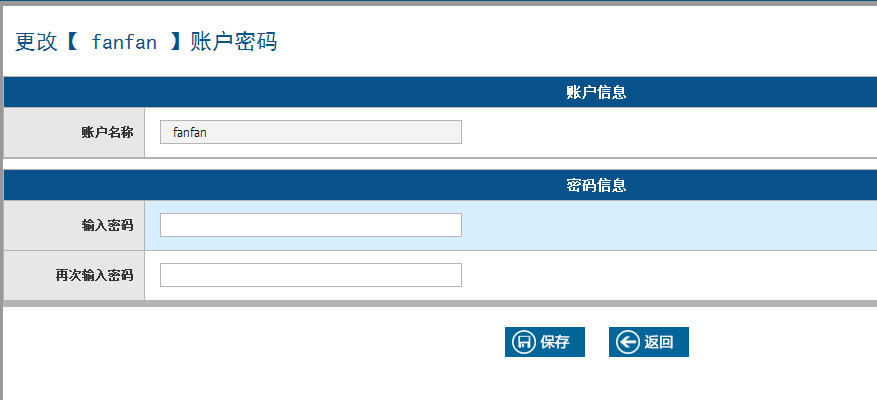 更改【 fanfan 】账户密码
账户信息
账户名称 fanfan
密码信息
输入密码
再次输入密码
保存 返回